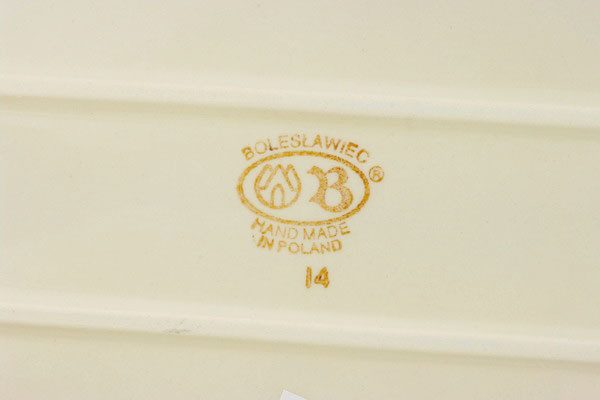 BOLESŁAWIEC ®
B
HAND MADE
IN POLAND
14